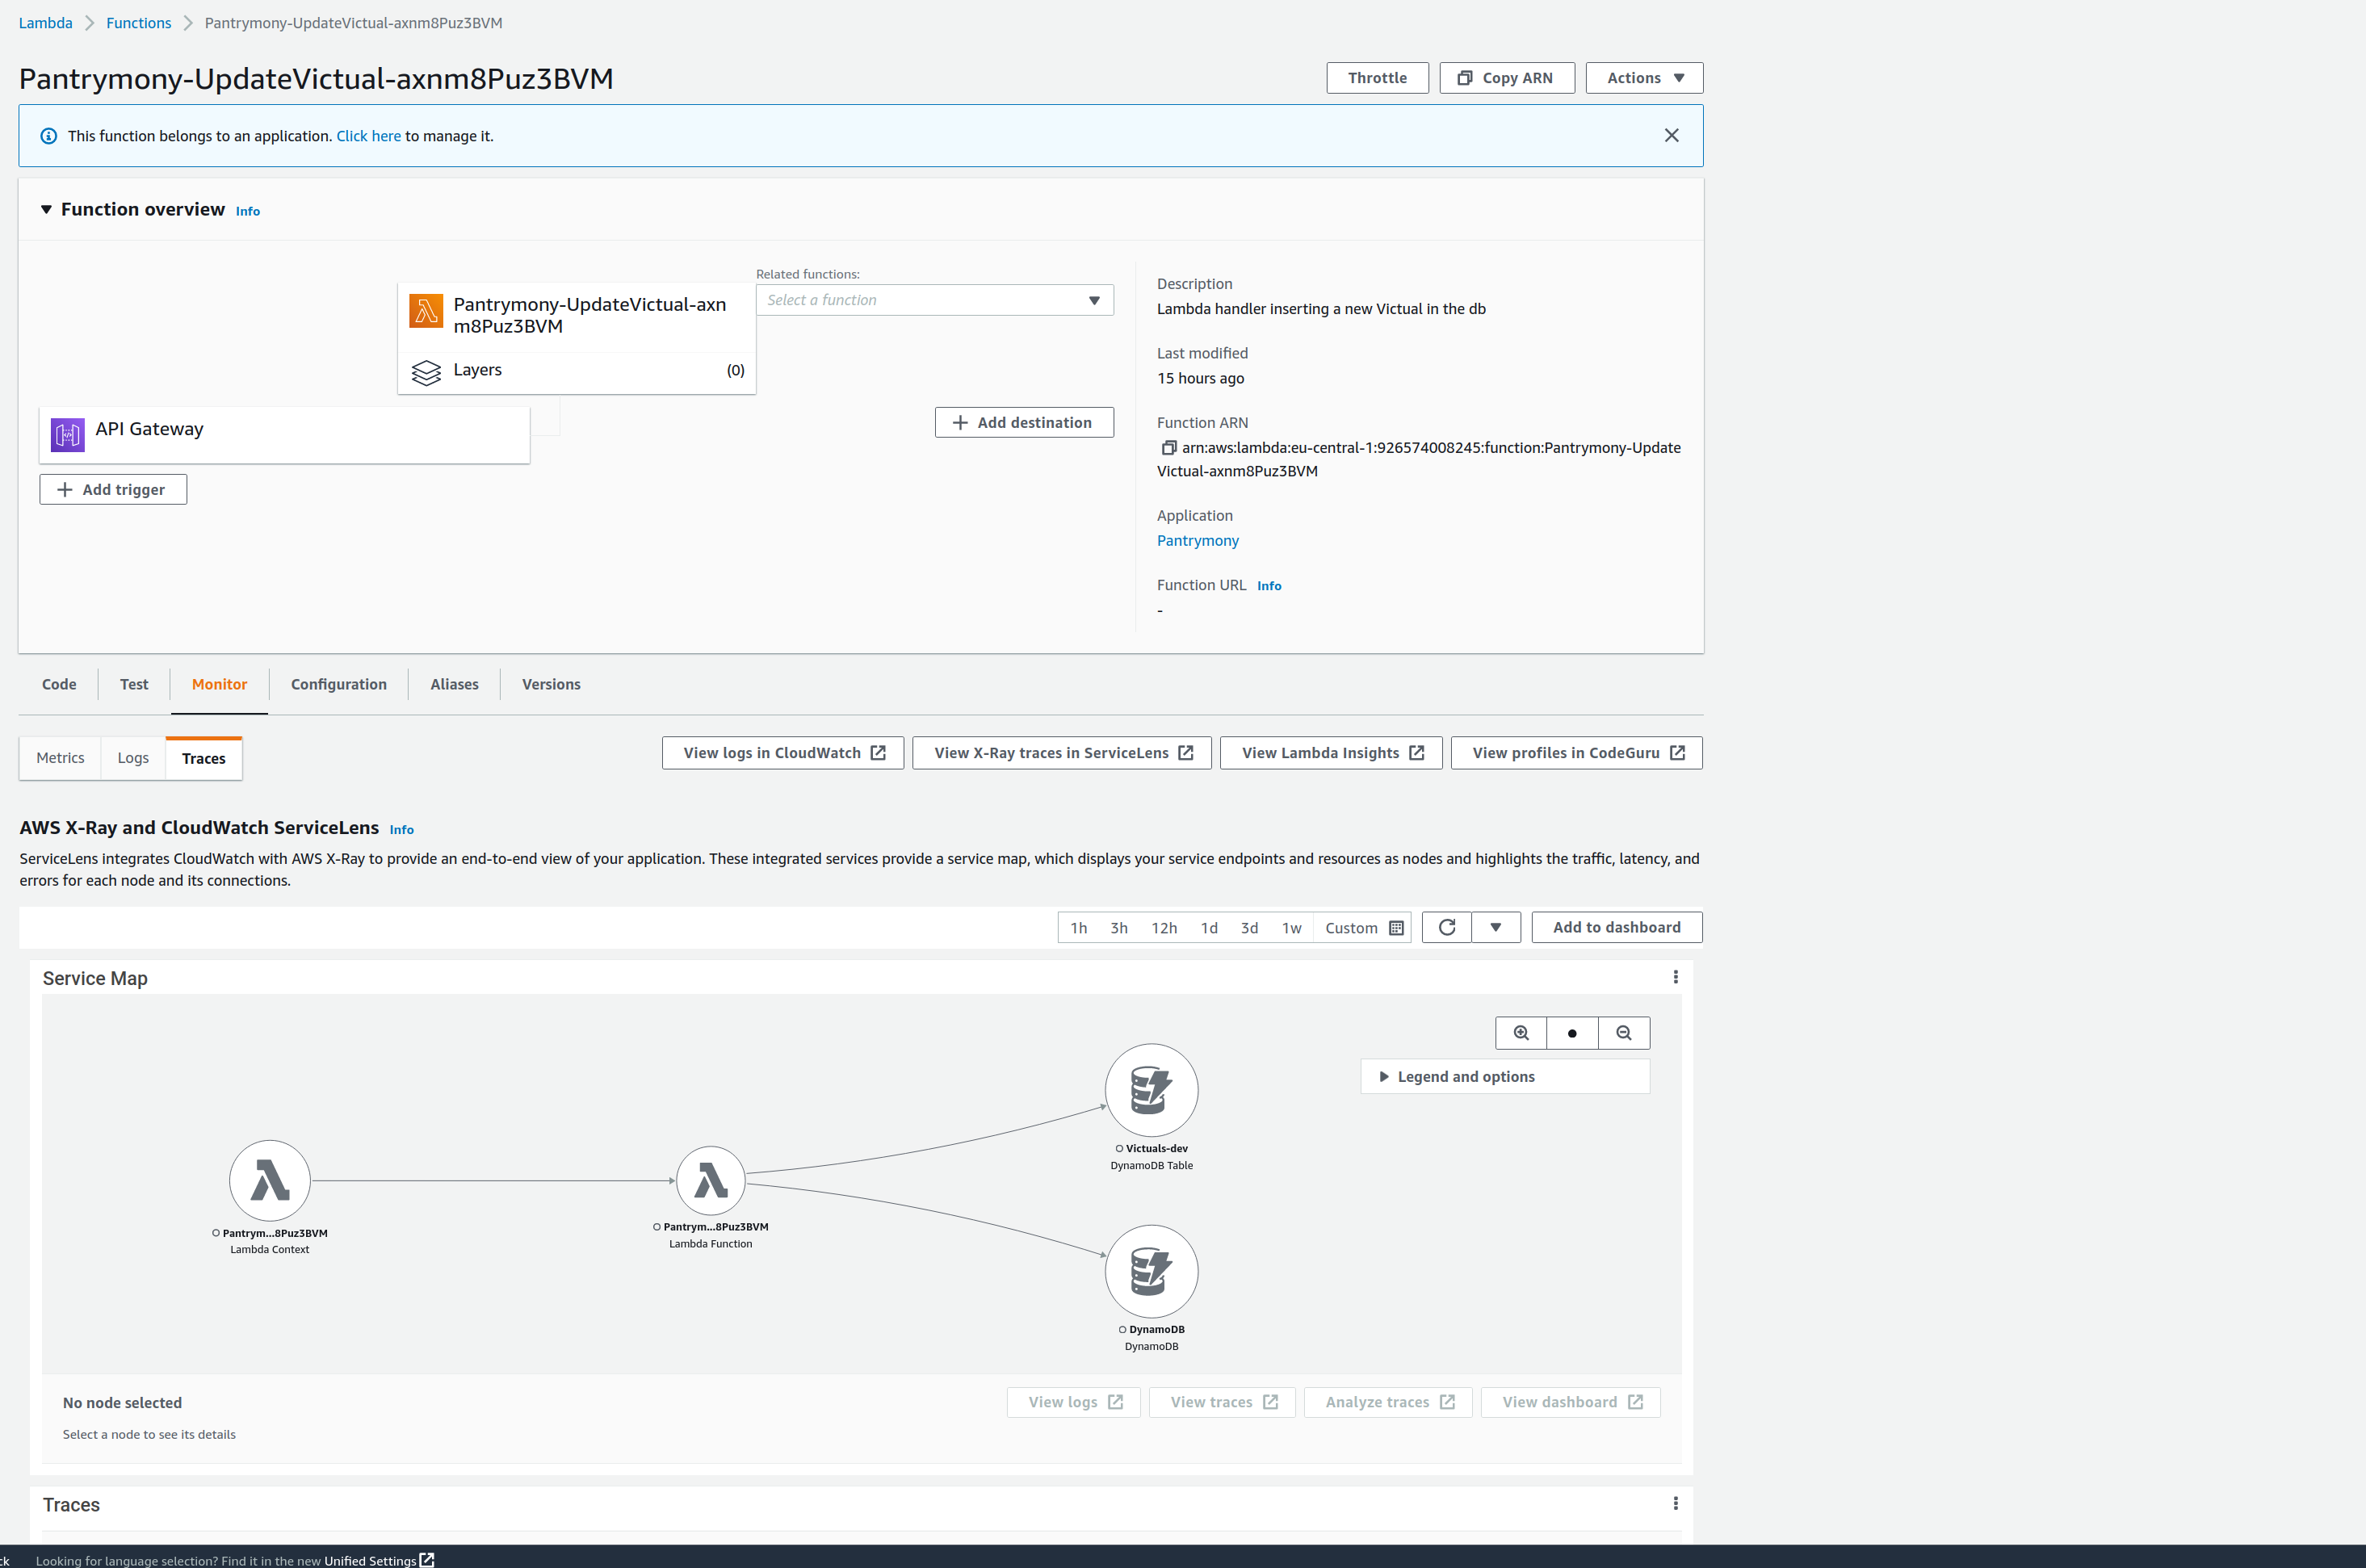 Lambda Functions Pantrymony-UpdateVictual-axnm8Puz3BVM
Pantrymony-UpdateVictual-axnm8Puz3BVM
Throttle Copy ARN Actions
This function belongs to an application. Click here to manage it.
Function overview Info
Pantrymony-UpdateVictual-axn
m8Puz3BVM
Layers (0)
Related functions:
Select a function
API Gateway
Add trigger
Add destination
Description
Lambda handler inserting a new Victual in the db
Last modified
15 hours ago
Function ARN
arn:aws:lambda:eu-central-1:926574008245:function:Pantrymony-Update
Victual-axnm8Puz3BVM
Application
Pantrymony
Function URL Info
-
Code Test Monitor Configuration Aliases Versions
Metrics Logs Traces
View logs in CloudWatch View X-Ray traces in ServiceLens View Lambda Insights View profiles in CodeGuru
AWS X-Ray and CloudWatch ServiceLens Info
ServiceLens integrates CloudWatch with AWS X-Ray to provide an end-to-end view of your application. These integrated services provide a service map, which displays your service endpoints and resources as nodes and highlights the traffic, latency, and
errors for each node and its connections.
1h 3h 12h 1d 3d 1w Custom Add to dashboard
Service Map
Legend and options
Pantrym...8Puz3BVM
Lambda Context
Pantrym...8Puz3BVM
Lambda Function
Victuals-dev
DynamoDB Table
DynamoDB
DynamoDB
No node selected
Select a node to see its details
View logs View traces Analyze traces View dashboard
Traces
ck Looking for language selection? Find it in the new Unified Settings